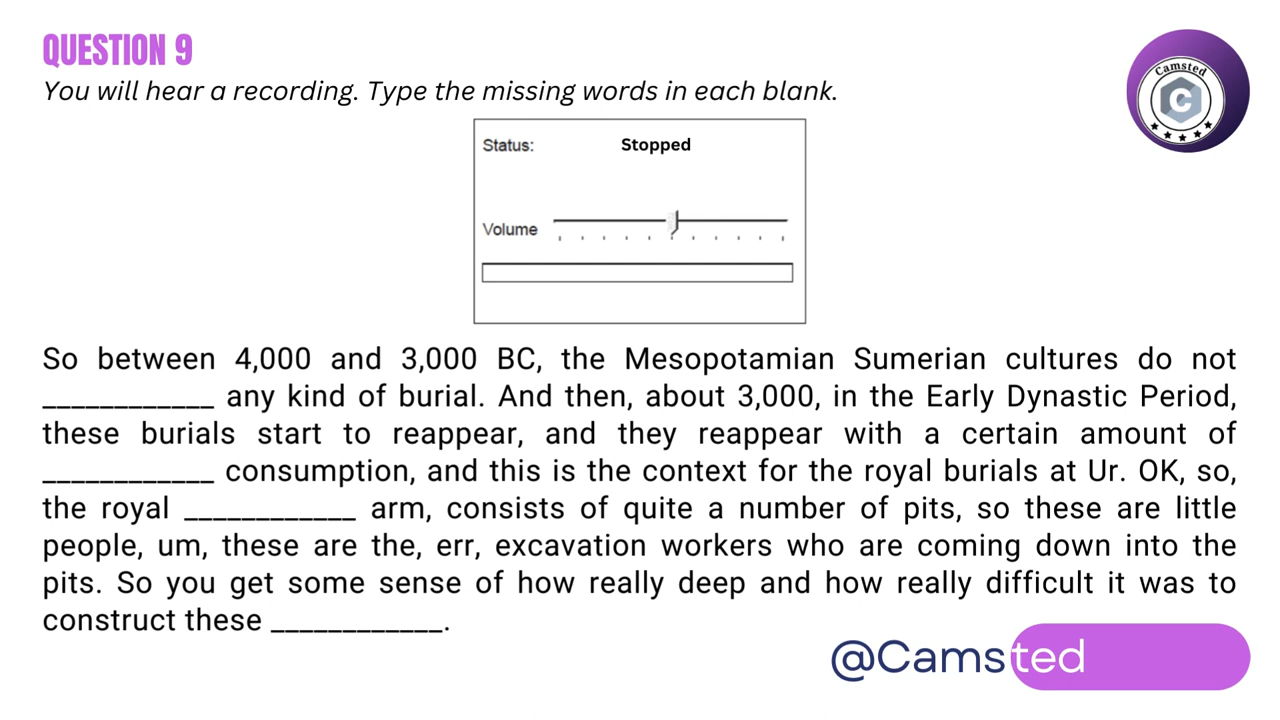 QUESTION 9
You will hear a recording. Type the missing words in each blank.
Camsted
C
Status: Stopped
Volume
So between 4,000 and 3,000 BC, the Mesopotamian Sumerian cultures do not
____________ any kind of burial. And then, about 3,000, in the Early Dynastic Period,
these burials start to reappear, and they reappear with a certain amount of
____________ consumption, and this is the context for the royal burials at Ur. OK, so,
the royal ____________ arm, consists of quite a number of pits, so these are little
people, um, these are the, err, excavation workers who are coming down into the
pits. So you get some sense of how really deep and how really difficult it was to
construct these ____________.
@Camsted